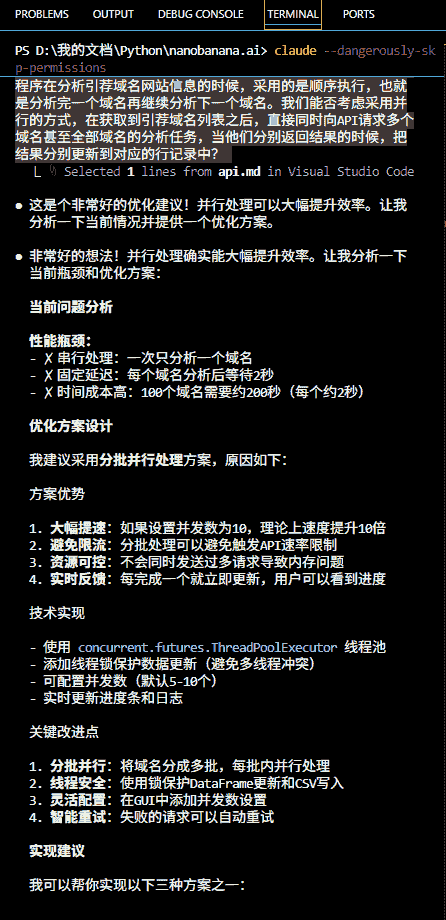 PROBLEMS OUTPUT DEBUG CONSOLE TERMINAL PORTS
PS D:\我的文档\Python\nanobanana.ai> claude --dangerously-sk
p-permissions
程序在分析引荐域名网站信息的时候，采用的是顺序执行，也就
是分析完一个域名再继续分析下一个域名。我们能否考虑采用并
行的方式，在获取到引荐域名列表之后，直接同时向API请求多个
域名甚至全部域名的分析任务，当他们分别返回结果的时候，把
结果分别更新到对应的行记录中？
Selected 1 lines from api.md in Visual Studio Code
● 这是个非常好的优化建议！并行处理可以大幅提升效率。让我
分析一下当前情况并提供一个优化方案。
● 非常好的想法！并行处理确实能大幅提升效率。让我分析一下
当前瓶颈和优化方案：
当前问题分析
性能瓶颈：
- ✗ 串行处理：一次只分析一个域名
- ✗ 固定延迟：每个域名分析后等待2秒
- ✗ 时间成本高：100个域名需要约200秒（每个约2秒）
优化方案设计
我建议采用分批并行处理方案，原因如下：
方案优势
1. 大幅提速：如果设置并发数为10，理论上速度提升10倍
2. 避免限流：分批处理可以避免触发API速率限制
3. 资源可控：不会同时发送过多请求导致内存问题
4. 实时反馈：每完成一个就立即更新，用户可以看到进度
技术实现
- 使用 concurrent.futures.ThreadPoolExecutor 线程池
- 添加线程锁保护数据更新（避免多线程冲突）
- 可配置并发数（默认5-10个）
- 实时更新进度条和日志
关键改进点
1. 分批并行：将域名分成多批，每批内并行处理
2. 线程安全：使用锁保护DataFrame更新和CSV写入
3. 灵活配置：在GUI中添加并发数设置
4. 智能重试：失败的请求可以自动重试
实现建议
我可以帮你实现以下三种方案之一：